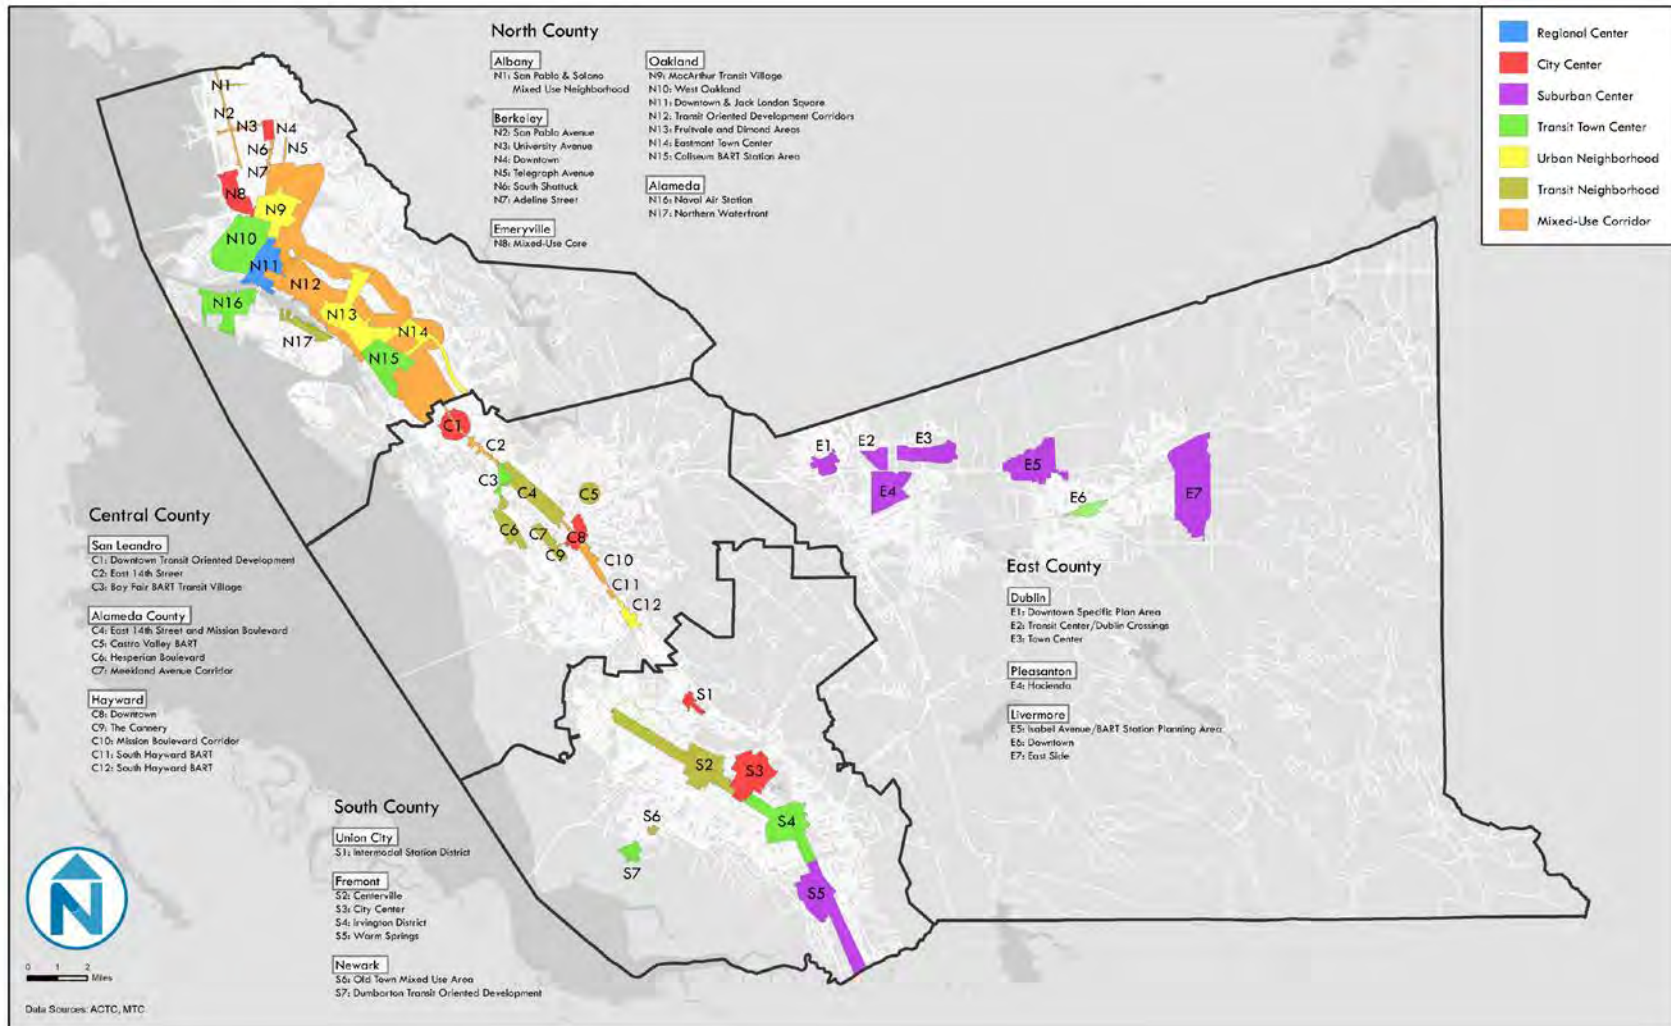 North County
Albany
N1: San Pablo & Solano
Mixed Use Neighborhood
Berkeley
N2: San Pablo Avenue
N3: University Avenue
N4: Downtown
N5: Telegraph Avenue
N6: South Shattuck
N7: Adeline Street
Emeryville
N8: Mixed-Use Core
Oakland
N9: MacArthur Transit Village
N10: West Oakland
N11: Downtown & Jack London Square
N12: Transit Oriented Development Corridors
N13: Fruitvale and Dimond Areas
N14: Eastmont Town Center
N15: Coliseum BART Station Area
Alameda
N16: Naval Air Station
N17: Northern Waterfront
Regional Center
City Center
Suburban Center
Transit Town Center
Urban Neighborhood
Transit Neighborhood
Mixed-Use Corridor
N1
N2
N3
N4
N5
N6
N7
N8
N9
N10
N11
N12
N13
N14
N15
N16
N17
C1
C2
C3
C4
C5
C6
C7
C8
C9
C10
C11
C12
E1
E2
E3
E4
E5
E6
E7
S1
S2
S3
S4
S5
S6
S7
Central County
San Leandro
C1: Downtown Transit Oriented Development
C2: East 14th Street
C3: Bay Fair BART Transit Village
Alameda County
C4: East 14th Street and Mission Boulevard
C5: Castro Valley BART
C6: Hesperian Boulevard
C7: Meekland Avenue Corridor
Hayward
C8: Downtown
C9: The Cannery
C10: Mission Boulevard Corridor
C11: South Hayward BART
C12: South Hayward BART
East County
Dublin
E1: Downtown Specific Plan Area
E2: Transit Center/Dublin Crossings
E3: Town Center
Pleasanton
E4: Hacienda
Livermore
E5: Isabel Avenue/BART Station Planning Area
E6: Downtown
E7: East Side
South County
Union City
S1: Intermodal Station District
Fremont
S2: Centerville
S3: City Center
S4: Irvington District
S5: Warm Springs
Newark
S6: Old Town Mixed Use Area
S7: Dumbarton Transit Oriented Development
N
0 1 2
Miles
Data Sources: ACTC, MTC